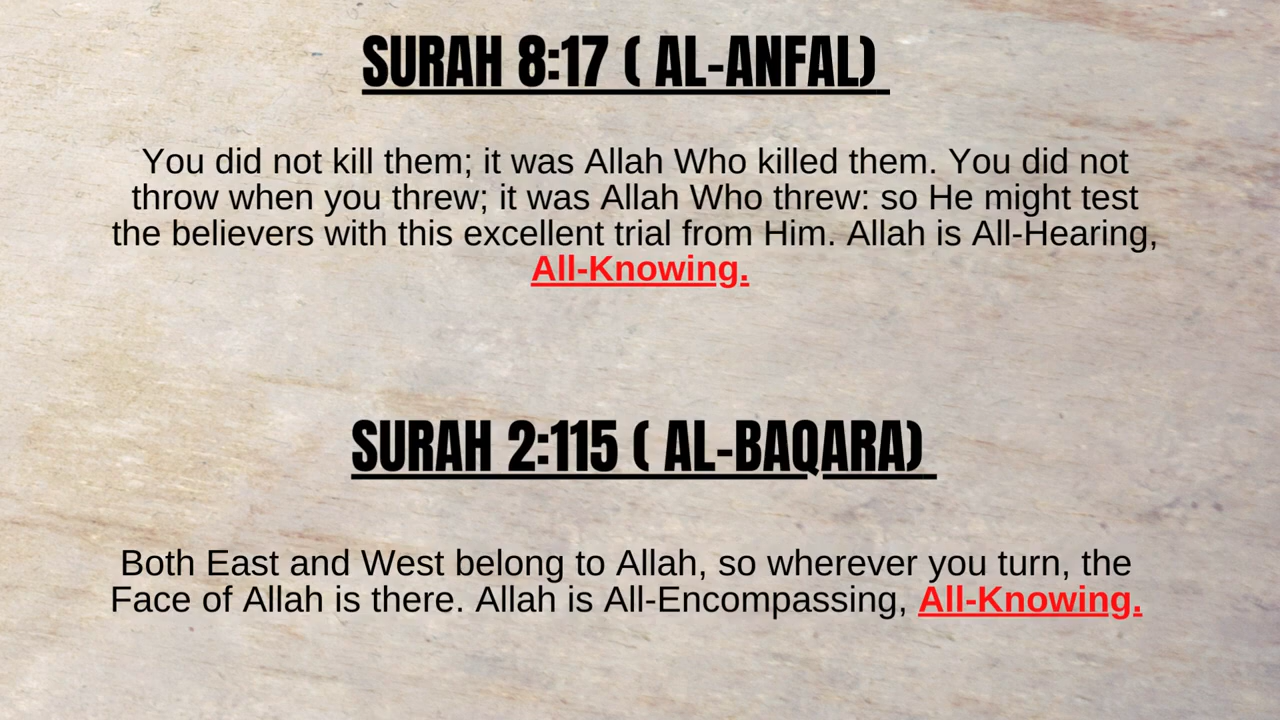 SURAH 8:17 ( AL-ANFAL)
You did not kill them; it was Allah Who killed them. You did not
throw when you threw; it was Allah Who threw: so He might test
the believers with this excellent trial from Him. Allah is All-Hearing,
All-Knowing.
SURAH 2:115 ( AL-BAQARA)
Both East and West belong to Allah, so wherever you turn, the
Face of Allah is there. Allah is All-Encompassing, All-Knowing.